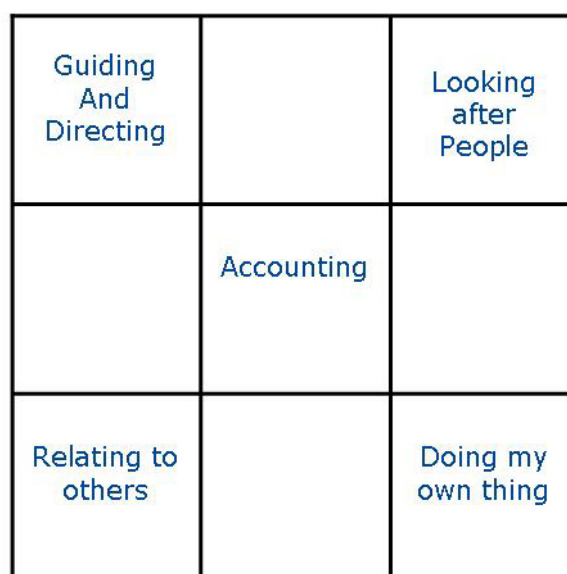 Guiding
And
Directing
Looking
after
People
Accounting
Relating to
others
Doing my
own thing